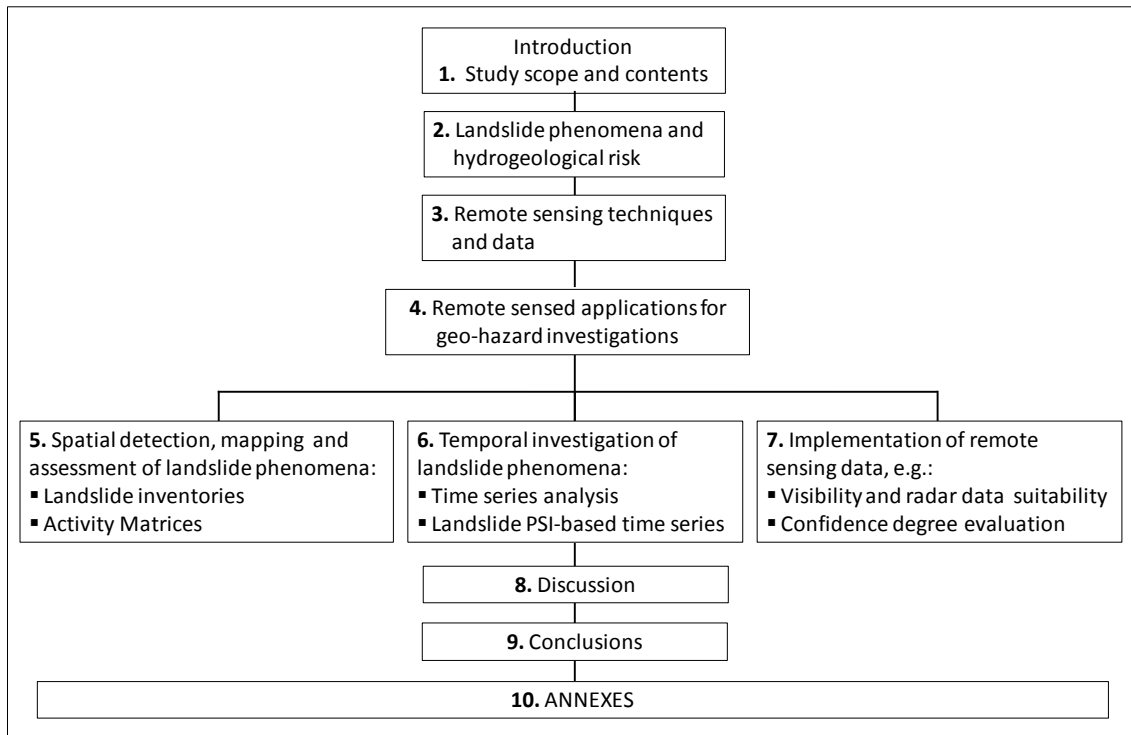 Introduction
1. Study scope and contents
2. Landslide phenomena and
hydrogeological risk
3. Remote sensing techniques
and data
4. Remote sensed applications for
geo-hazard investigations
5. Spatial detection, mapping and
assessment of landslide phenomena:
▪ Landslide inventories
▪ Activity Matrices
6. Temporal investigation of
landslide phenomena:
▪ Time series analysis
▪ Landslide PSI-based time series
7. Implementation of remote
sensing data, e.g.:
▪ Visibility and radar data suitability
▪ Confidence degree evaluation
8. Discussion
9. Conclusions
10. ANNEXES